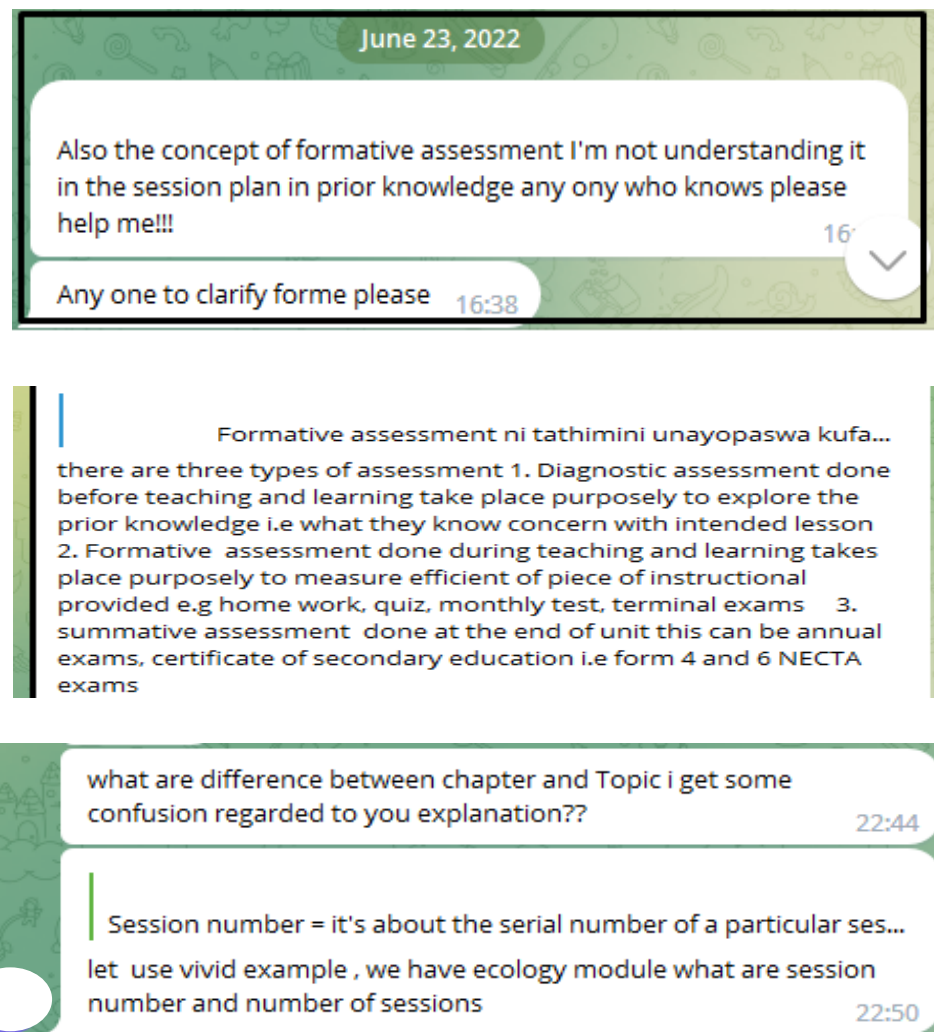 June 23, 2022
Also the concept of formative assessment I'm not understanding it
in the session plan in prior knowledge any ony who knows please
help me!!!
16:
Any one to clarify forme please 16:38
Formative assessment ni tathimini unayopaswa kufa...
there are three types of assessment 1. Diagnostic assessment done
before teaching and learning take place purposely to explore the
prior knowledge i.e what they know concern with intended lesson
2. Formative assessment done during teaching and learning takes
place purposely to measure efficient of piece of instructional
provided e.g home work, quiz, monthly test, terminal exams 3.
summative assessment done at the end of unit this can be annual
exams, certificate of secondary education i.e form 4 and 6 NECTA
exams
what are difference between chapter and Topic i get some
confusion regarded to you explanation??
22:44
Session number = it's about the serial number of a particular ses...
let use vivid example , we have ecology module what are session
number and number of sessions
22:50